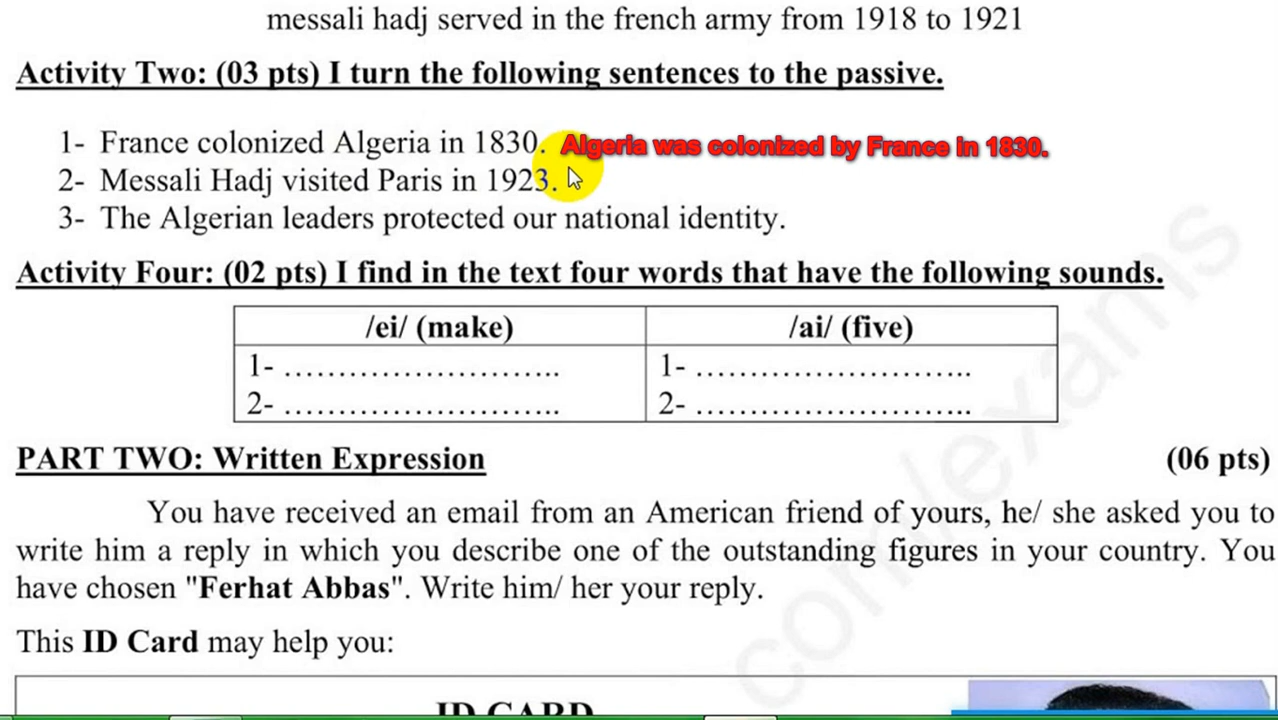 messali hadj served in the french army from 1918 to 1921
Activity Two: (03 pts) I turn the following sentences to the passive.
1- France colonized Algeria in 1830. Algeria was colonized by France in 1830.
2- Messali Hadj visited Paris in 1923.
3- The Algerian leaders protected our national identity.
Activity Four: (02 pts) I find in the text four words that have the following sounds.
/ei/ (make) /ai/ (five)
1- ………………………….. 1- …………………………..
2- ………………………….. 2- …………………………..
PART TWO: Written Expression (06 pts)
You have received an email from an American friend of yours, he/ she asked you to
write him a reply in which you describe one of the outstanding figures in your country. You
have chosen "Ferhat Abbas". Write him/ her your reply.
This ID Card may help you:
ID CARD
com/exams